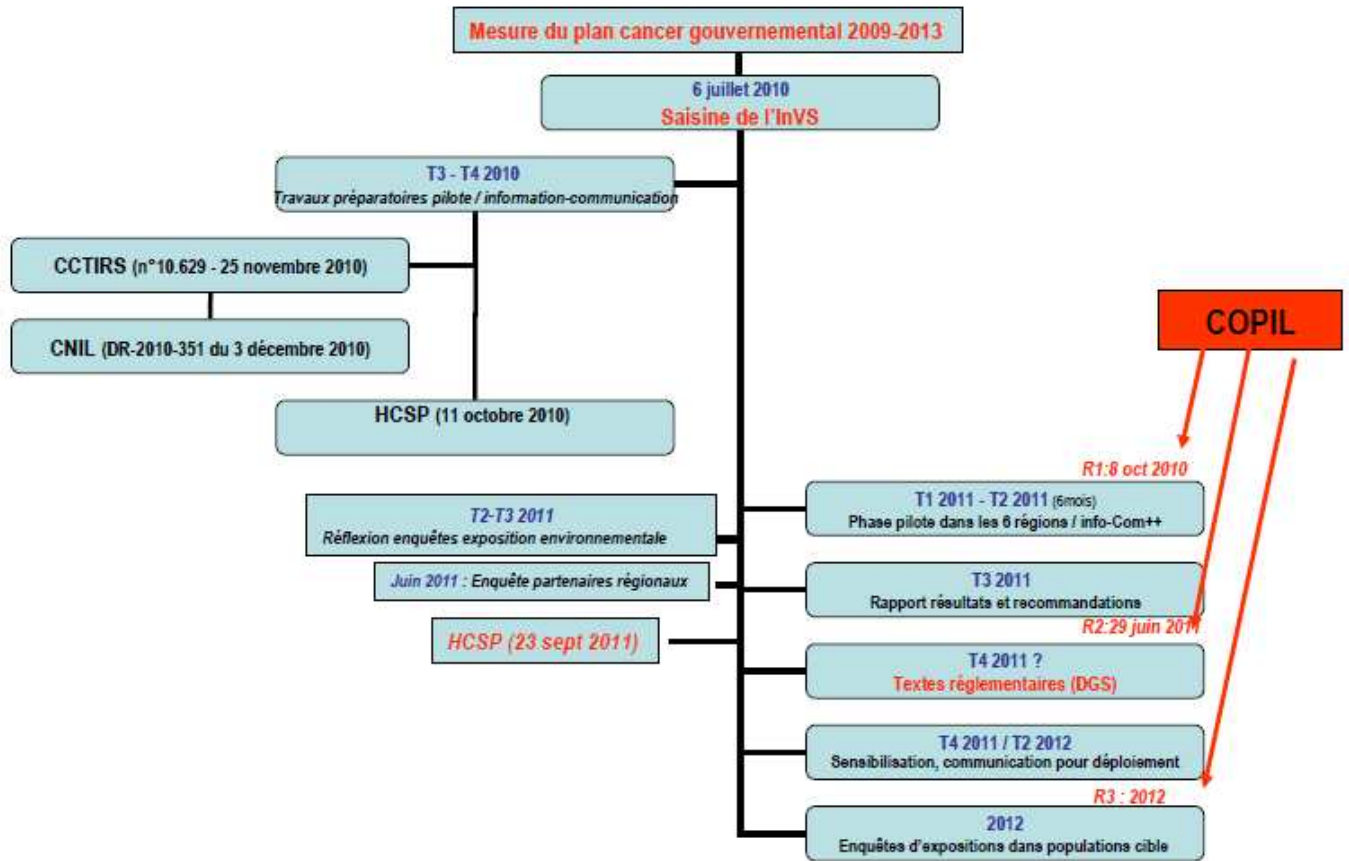 Mesure du plan cancer gouvernemental 2009-2013
6 juillet 2010
Saisine de l'InVS
T3 - T4 2010
Travaux préparatoires pilote / information-communication
CCTIRS (n°10.629 - 25 novembre 2010)
CNIL (DR-2010-351 du 3 décembre 2010)
HCSP (11 octobre 2010)
COPIL
R1:8 oct 2010
T1 2011 - T2 2011 (6mois)
Phase pilote dans les 6 régions / info-Com++
T2-T3 2011
Réflexion enquêtes exposition environnementale
Juin 2011 : Enquête partenaires régionaux
T3 2011
Rapport résultats et recommandations
R2:29 juin 2011
HCSP (23 sept 2011)
T4 2011 ?
Textes règlementaires (DGS)
T4 2011 / T2 2012
Sensibilisation, communication pour déploiement
R3 : 2012
2012
Enquêtes d'expositions dans populations cible